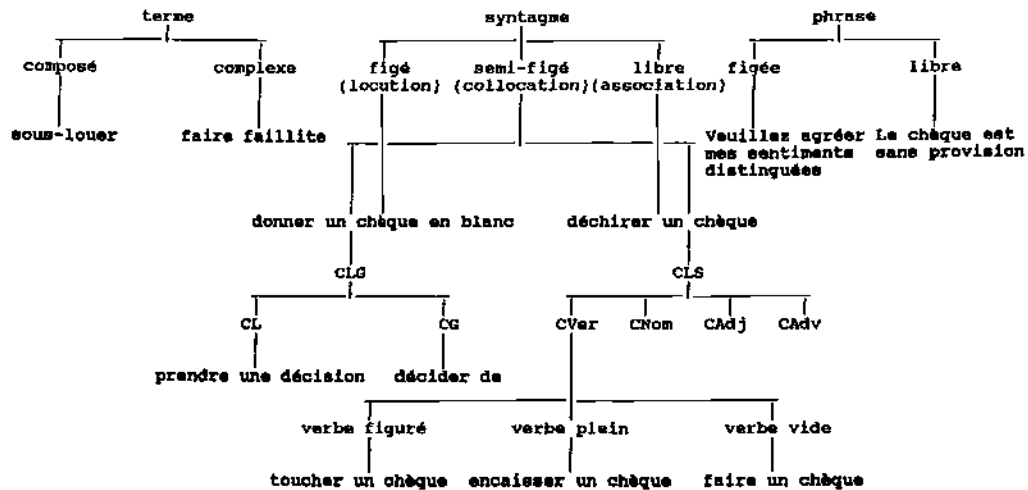 terme syntagme phrase
composé complexe figé semi-figé libre figée libre
(locution) (collocation) (association)
sous-louer faire faillite Veuillez agréer Le chèque est
mes sentiments sans provision
distinguées
donner un chèque en blanc déchirer un chèque
CLG CLS
CL CG CVer CNom CAdj CAdv
prendre une décision décider de
verbe figuré verbe plein verbe vide
toucher un chèque encaisser un chèque faire un chèque